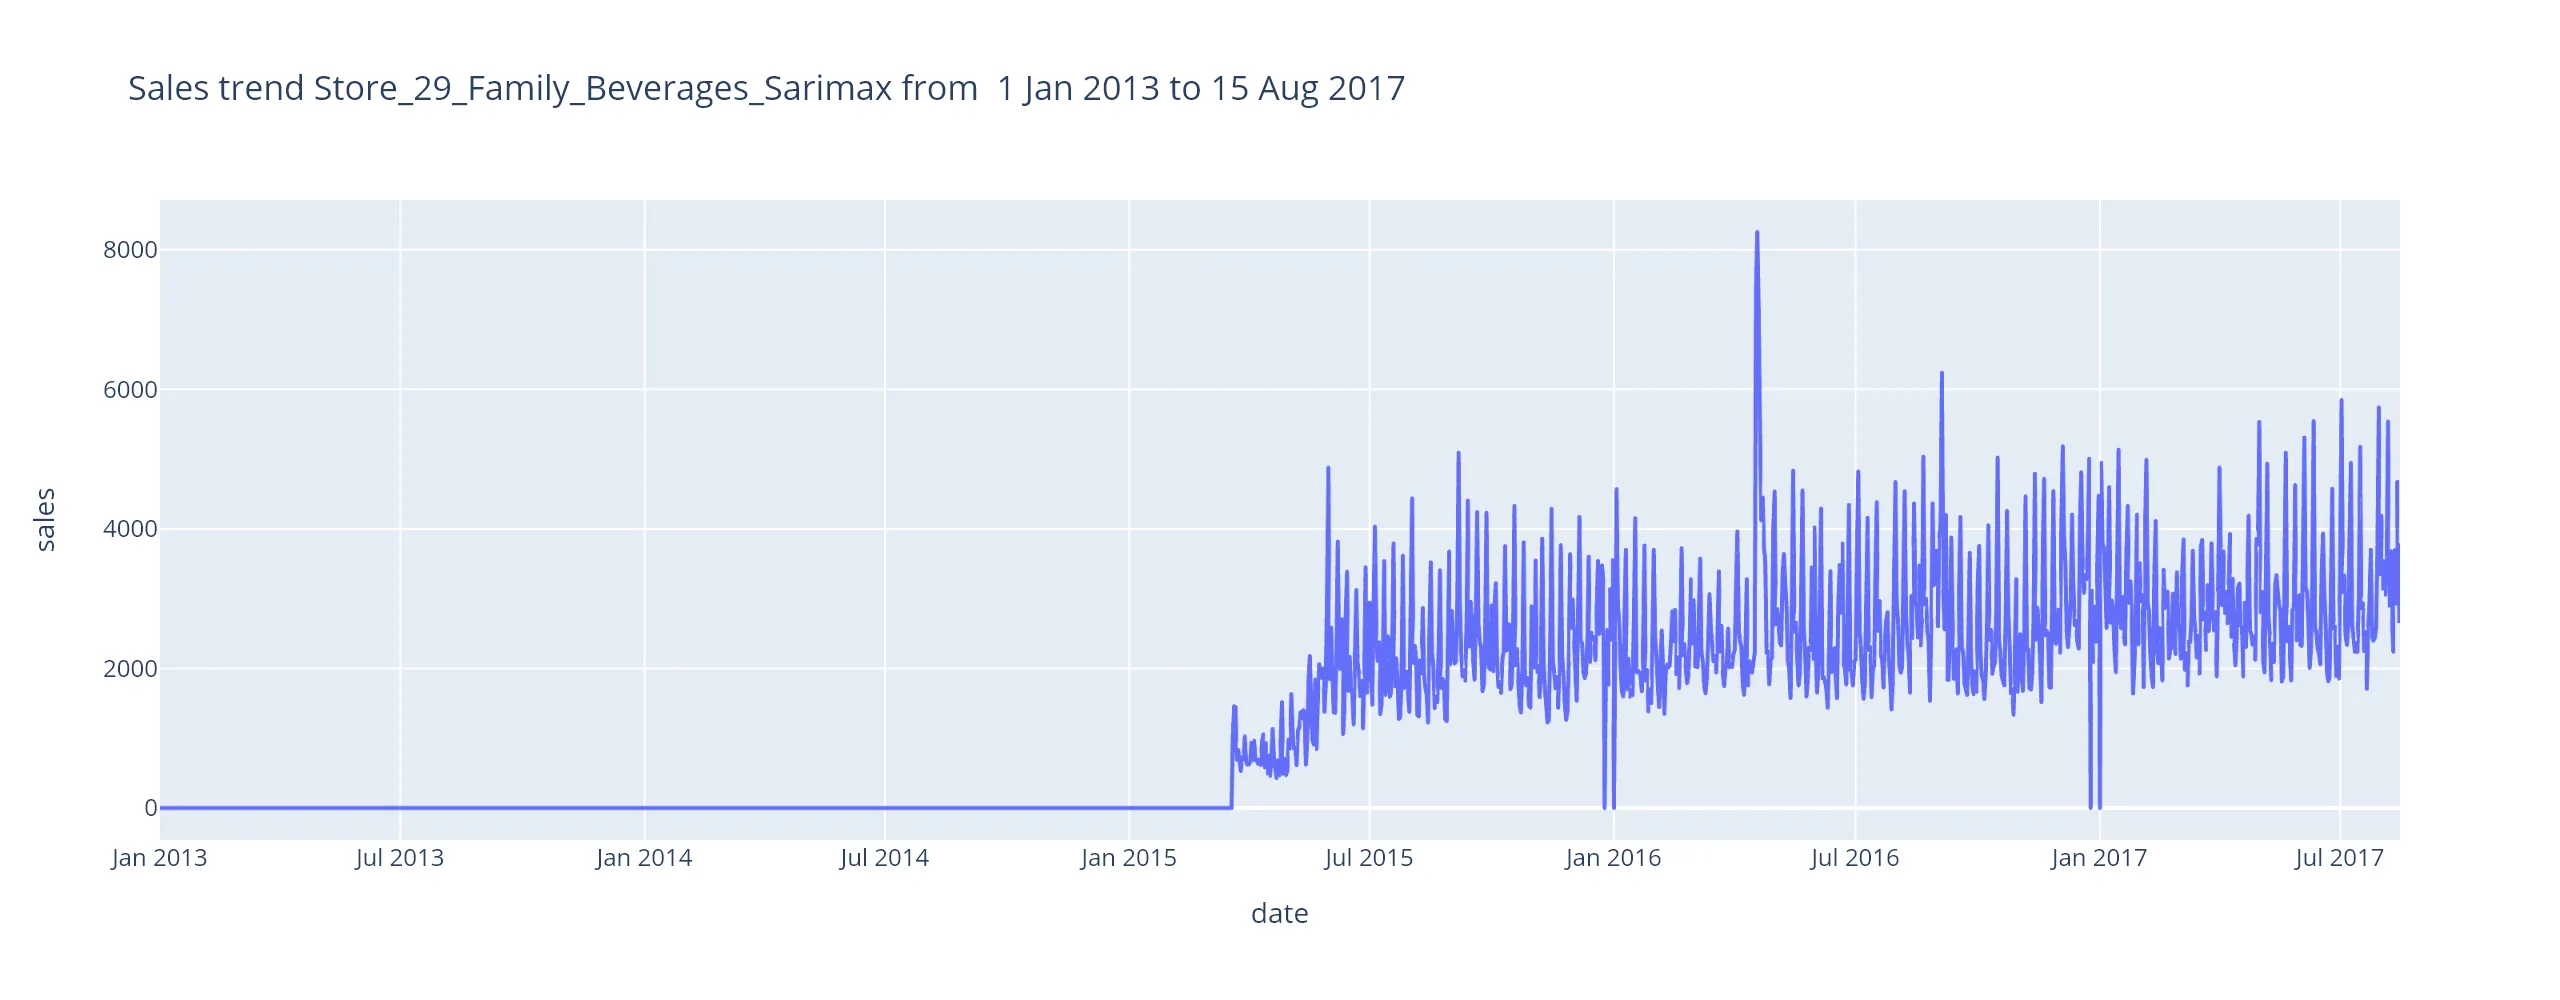 Sales trend Store_29_Family_Beverages_Sarimax from  1 Jan 2013 to 15 Aug 2017
8000
6000
4000
2000
0
sales
Jan 2013 Jul 2013 Jan 2014 Jul 2014 Jan 2015 Jul 2015 Jan 2016 Jul 2016 Jan 2017 Jul 2017
date